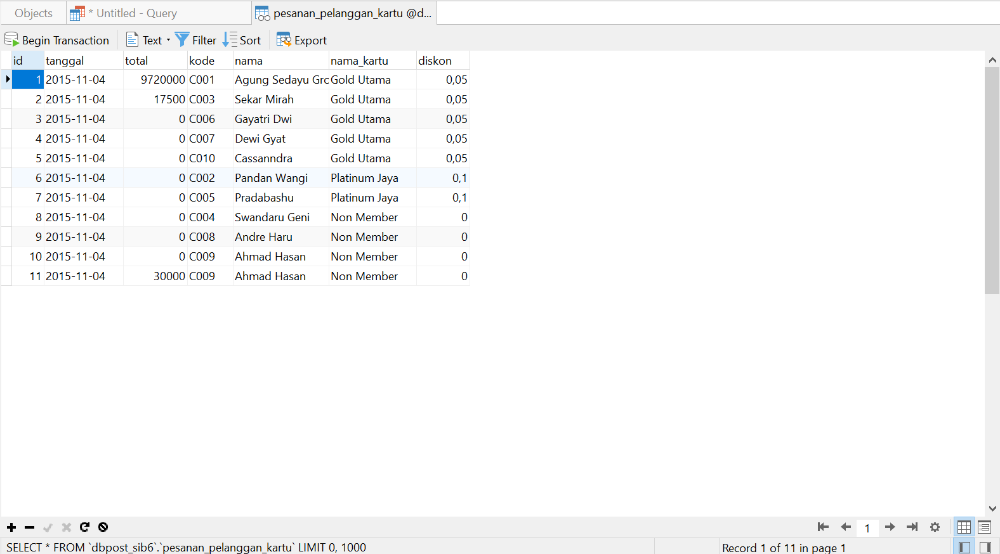 Objects * Untitled - Query pesanan_pelanggan_kartu @d...
Begin Transaction Text Filter Sort Export
id tanggal total kode nama nama_kartu diskon
1 2015-11-04 9720000 C001 Agung Sedayu Grc Gold Utama 0,05
2 2015-11-04 17500 C003 Sekar Mirah Gold Utama 0,05
3 2015-11-04 0 C006 Gayatri Dwi Gold Utama 0,05
4 2015-11-04 0 C007 Dewi Gyat Gold Utama 0,05
5 2015-11-04 0 C010 Cassanndra Gold Utama 0,05
6 2015-11-04 0 C002 Pandan Wangi Platinum Jaya 0,1
7 2015-11-04 0 C005 Pradabashu Platinum Jaya 0,1
8 2015-11-04 0 C004 Swandaru Geni Non Member 0
9 2015-11-04 0 C008 Andre Haru Non Member 0
10 2015-11-04 0 C009 Ahmad Hasan Non Member 0
11 2015-11-04 30000 C009 Ahmad Hasan Non Member 0
1
SELECT * FROM `dbpost_sib6`.`pesanan_pelanggan_kartu` LIMIT 0, 1000 Record 1 of 11 in page 1